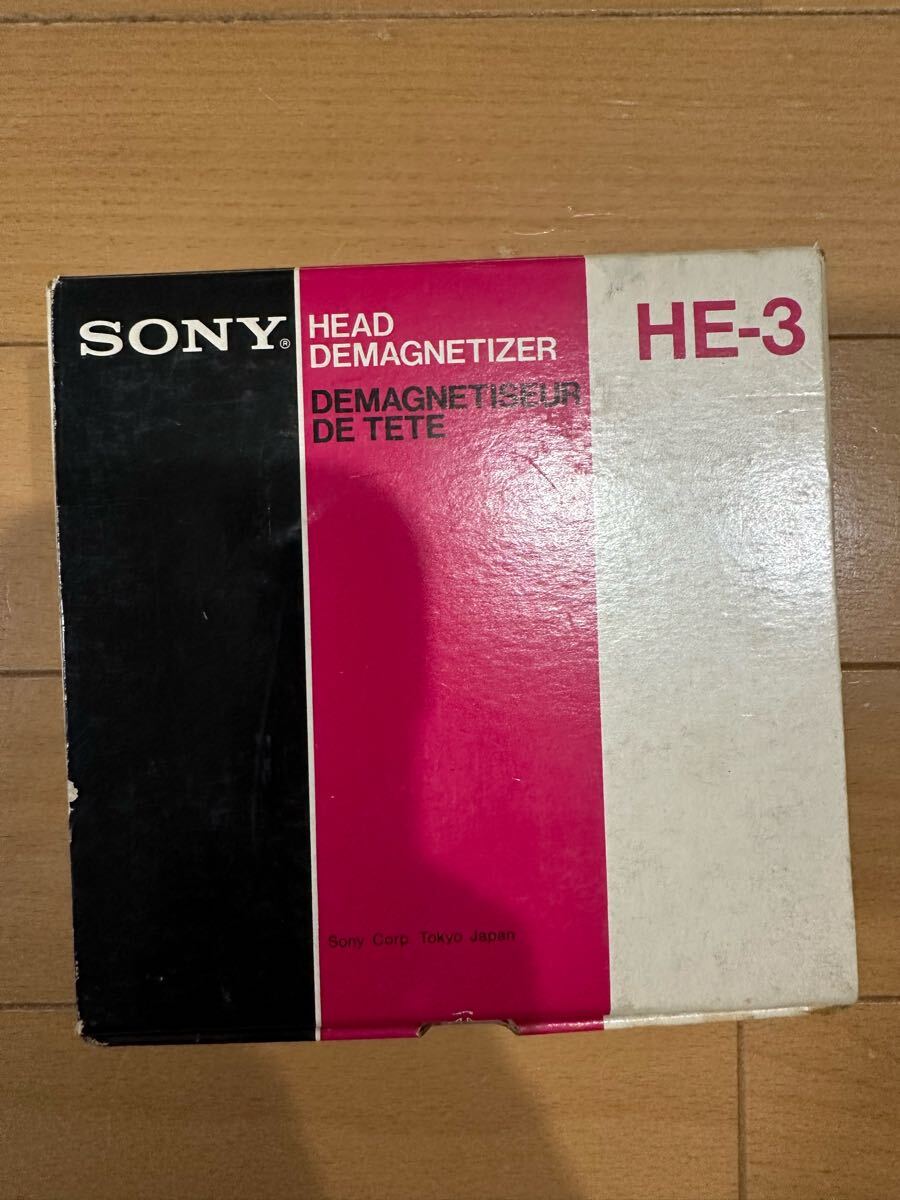 SONY®
HEAD
DEMAGNETIZER
DEMAGNETISEUR
DE TETE
HE-3
Sony Corp. Tokyo Japan